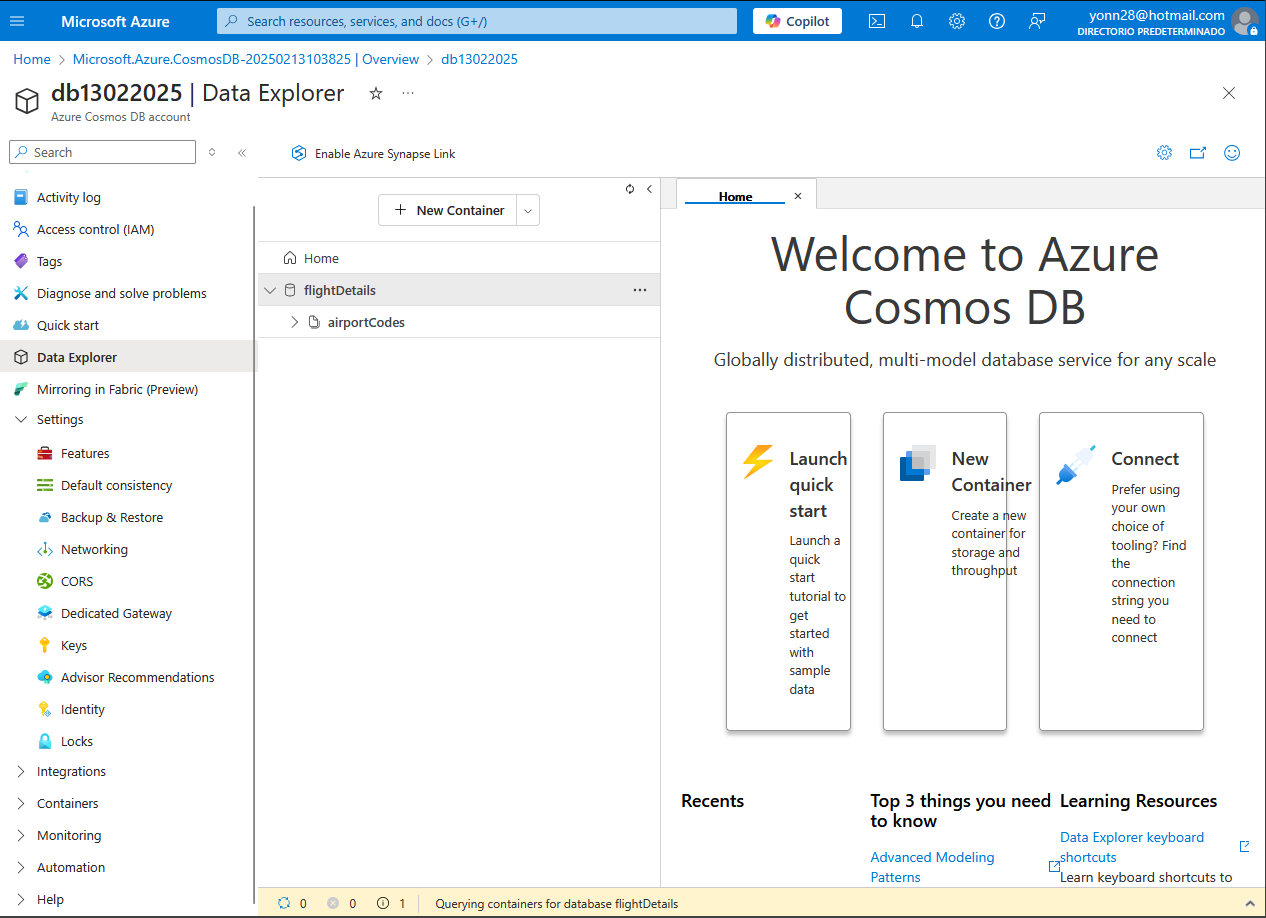 Microsoft Azure
Search resources, services, and docs (G+/)
Copilot
yonn28@hotmail.com
DIRECTORIO PREDETERMINADO
Home > Microsoft.Azure.CosmosDB-20250213103825 | Overview > db13022025
db13022025 | Data Explorer
Azure Cosmos DB account
Search
Activity log
Access control (IAM)
Tags
Diagnose and solve problems
Quick start
Data Explorer
Mirroring in Fabric (Preview)
Settings
Features
Default consistency
Backup & Restore
Networking
CORS
Dedicated Gateway
Keys
Advisor Recommendations
Identity
Locks
Integrations
Containers
Monitoring
Automation
Help
Enable Azure Synapse Link
New Container
Home
flightDetails
airportCodes
Home
Welcome to Azure
Cosmos DB
Globally distributed, multi-model database service for any scale
Launch
quick
start
Launch a
quick
start
tutorial to
get
started
with
sample
data
New
Container
Create a new
container for
storage and
throughput
Connect
Prefer using
your own
choice of
tooling? Find
the
connection
string you
need to
connect
Recents
Top 3 things you need
to know
Advanced Modeling
Patterns
Learning Resources
Data Explorer keyboard
shortcuts
Learn keyboard shortcuts to
0 0 1 Querying containers for database flightDetails